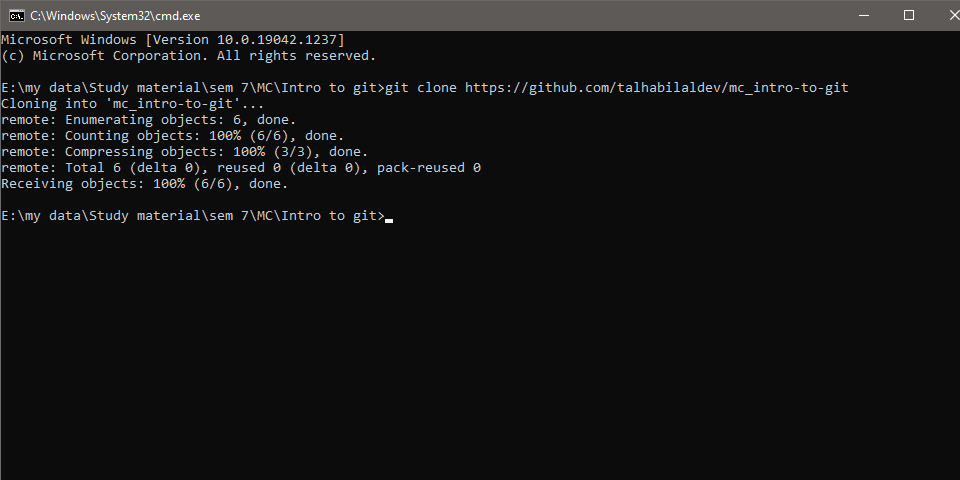 C:\Windows\System32\cmd.exe
Microsoft Windows [Version 10.0.19042.1237]
(c) Microsoft Corporation. All rights reserved.
E:\my data\Study material\sem 7\MC\Intro to git>git clone https://github.com/talhabilaldev/mc_intro-to-git
Cloning into 'mc_intro-to-git'...
remote: Enumerating objects: 6, done.
remote: Counting objects: 100% (6/6), done.
remote: Compressing objects: 100% (3/3), done.
remote: Total 6 (delta 0), reused 0 (delta 0), pack-reused 0
Receiving objects: 100% (6/6), done.
E:\my data\Study material\sem 7\MC\Intro to git>